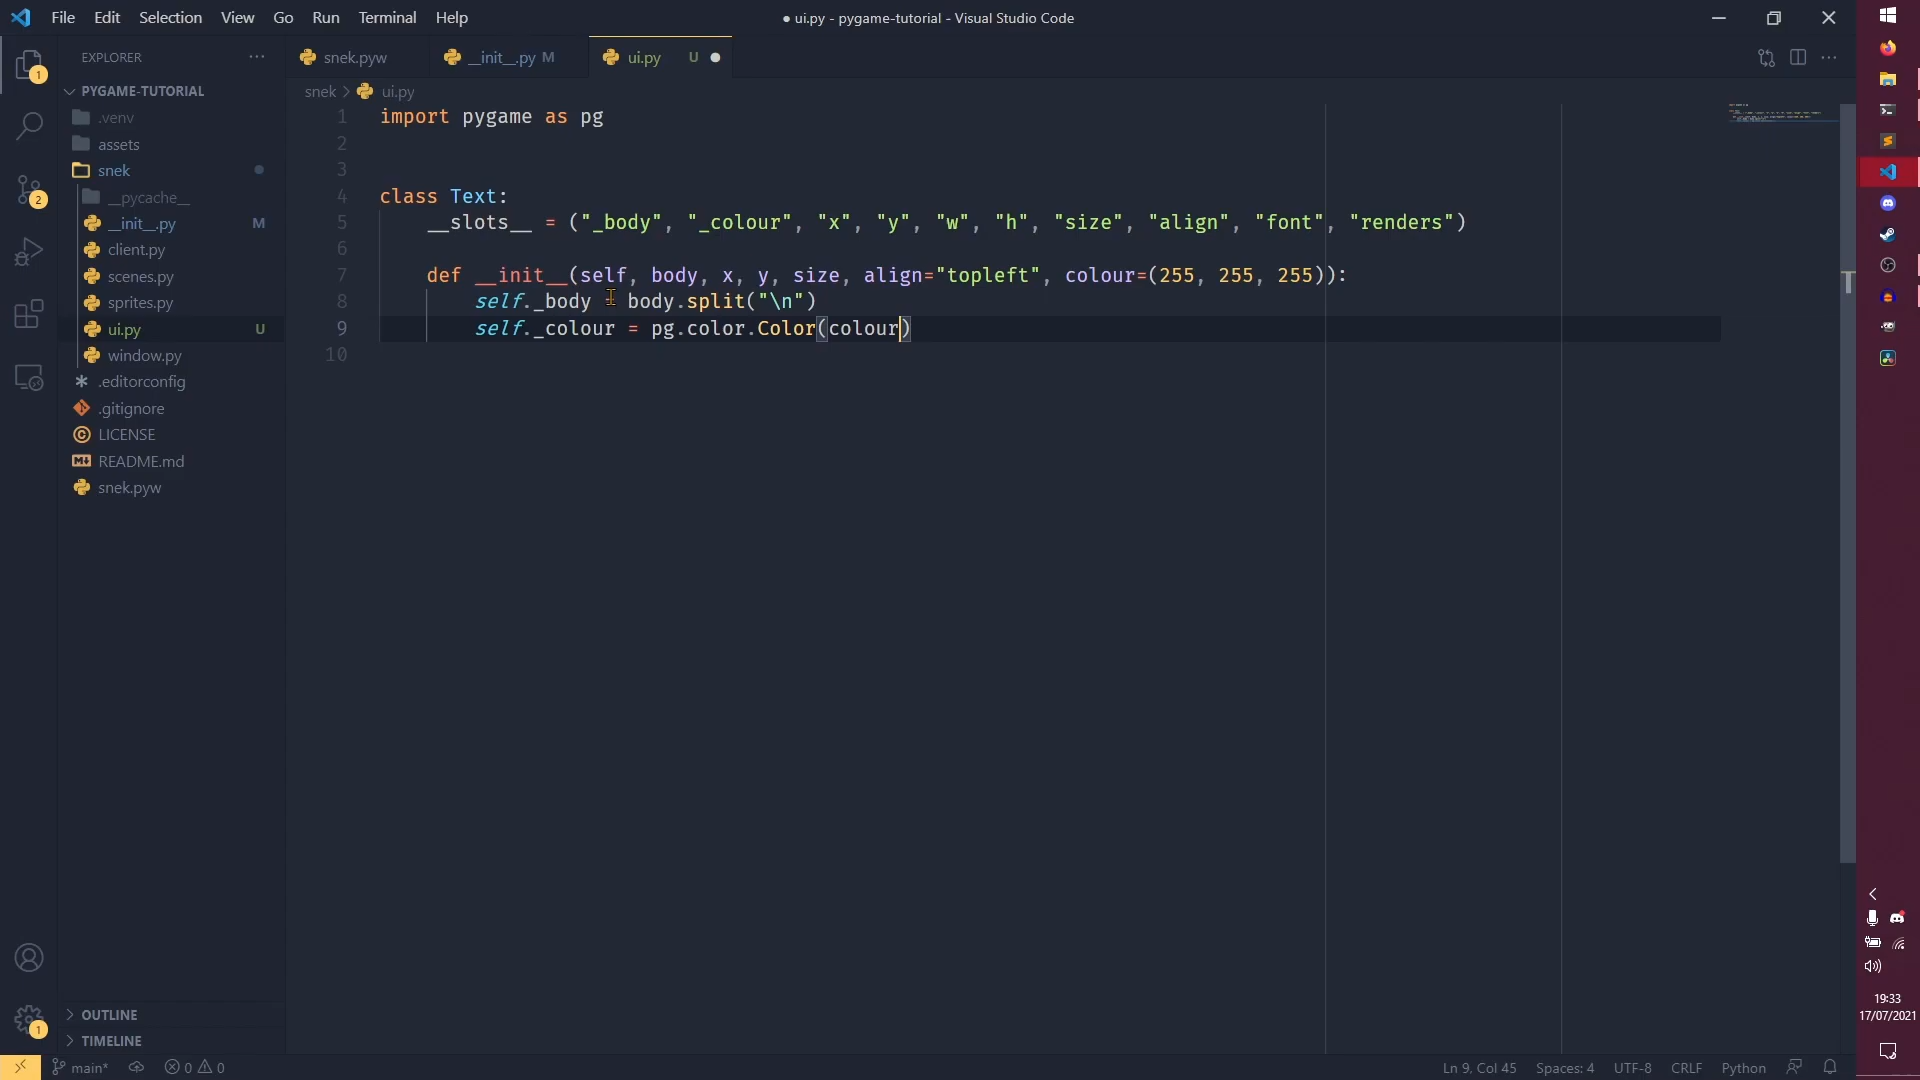 File Edit Selection View Go Run Terminal Help
● ui.py - pygame-tutorial - Visual Studio Code
EXPLORER
PYGAME-TUTORIAL
.venv
assets
snek
__pycache__
__init__.py M
client.py
scenes.py
sprites.py
ui.py U
window.py
.editorconfig
.gitignore
LICENSE
README.md
snek.pyw
OUTLINE
TIMELINE
1
2
1
snek.pyw __init__.py M ui.py U
snek > ui.py
1 import pygame as pg
2
3
4 class Text:
5 __slots__ = ("_body", "_colour", "x", "y", "w", "h", "size", "align", "font", "renders")
6
7 def __init__(self, body, x, y, size, align="topleft", colour=(255, 255, 255)):
8 self._body = body.split("\n")
9 self._colour = pg.color.Color(colour)
10
main* 0 0
Ln 9, Col 45 Spaces: 4 UTF-8 CRLF Python
19:33
17/07/2021